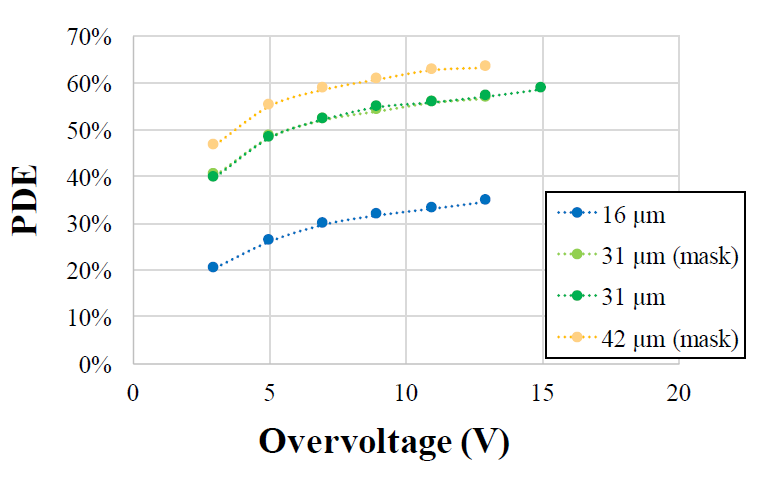 70%
60%
50%
40%
30%
20%
10%
0%
PDE
0 5 10 15 20
Overvoltage (V)
16 μm
31 μm (mask)
31 μm
42 μm (mask)